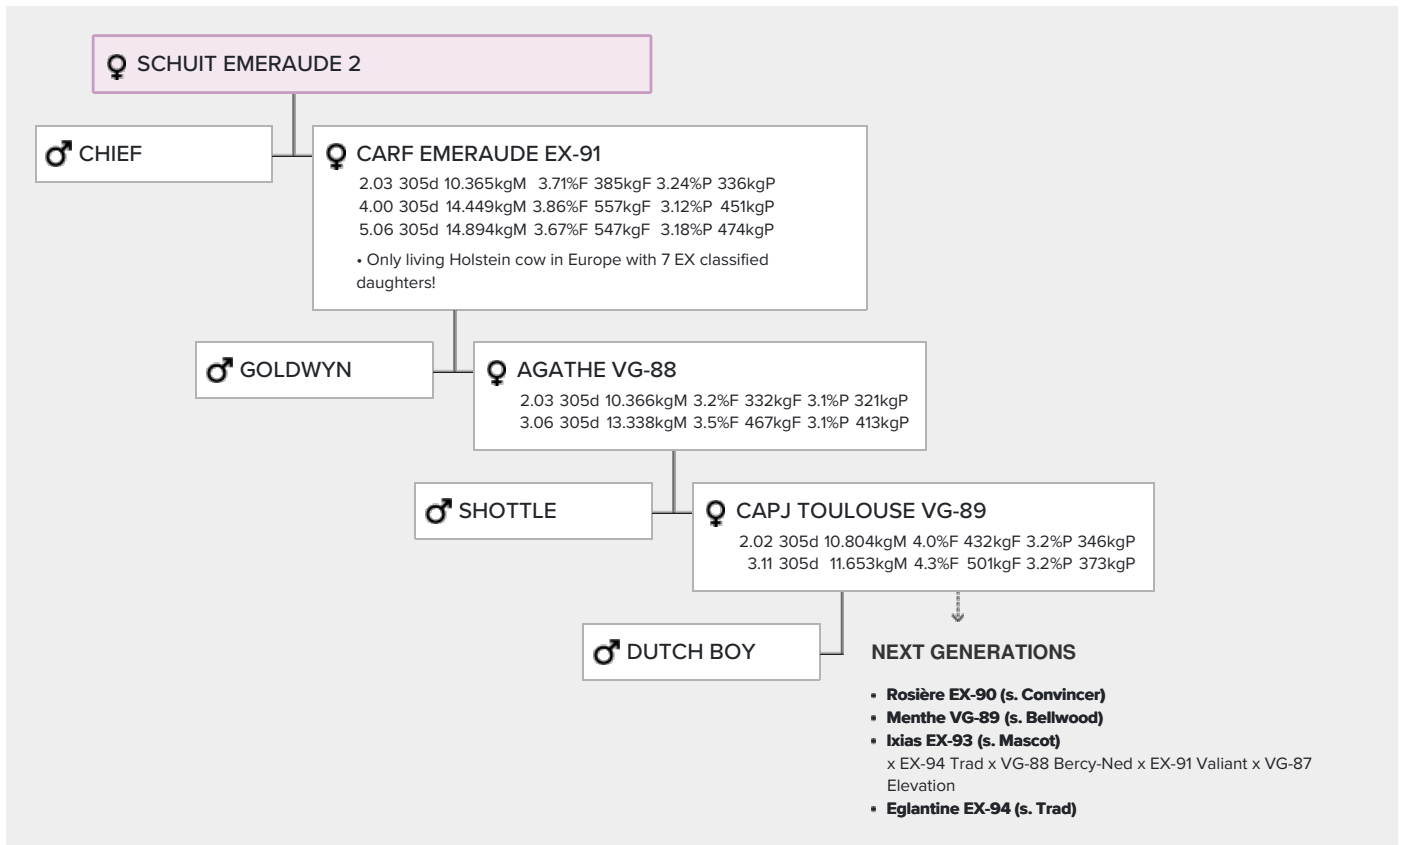 SCHUIT EMERAUDE 2
CHIEF
CARF EMERAUDE EX-91
2.03 305d 10.365kgM 3.71%F 385kgF 3.24%P 336kgP
4.00 305d 14.449kgM 3.86%F 557kgF 3.12%P 451kgP
5.06 305d 14.894kgM 3.67%F 547kgF 3.18%P 474kgP
• Only living Holstein cow in Europe with 7 EX classified
daughters!
GOLDWYN
AGATHE VG-88
2.03 305d 10.366kgM 3.2%F 332kgF 3.1%P 321kgP
3.06 305d 13.338kgM 3.5%F 467kgF 3.1%P 413kgP
SHOTTLE
CAPJ TOULOUSE VG-89
2.02 305d 10.804kgM 4.0%F 432kgF 3.2%P 346kgP
3.11 305d 11.653kgM 4.3%F 501kgF 3.2%P 373kgP
DUTCH BOY
NEXT GENERATIONS
• Rosière EX-90 (s. Convincer)
• Menthe VG-89 (s. Bellwood)
• Ixias EX-93 (s. Mascot)
x EX-94 Trad x VG-88 Bercy-Ned x EX-91 Valiant x VG-87
Elevation
• Eglantine EX-94 (s. Trad)